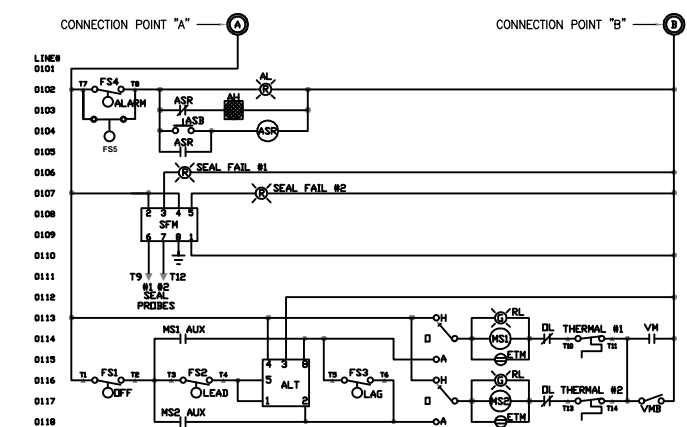 CONNECTION POINT "A" A CONNECTION POINT "B" B
LINE#
0101
0102 T7 FS4 T8 AL R
ALARM
0103 ASR AH
0104 ASB ASR
FS5
0105 ASR
0106 R SEAL FAIL #1
0107 R SEAL FAIL #2
0108 2 3 4 5
SFM
0109 6 7 8 1
0110
0111 T9 T12
#1 #2
0112 SEAL
PROBES
0113 H G RL
0114 MS1 AUX MS1 OL THERMAL #1 VM
T10 T11
0115 4 3 8 A ETM
0116 T1 FS1 T2 T3 FS2 T4 5 ALT T5 FS3 T6 H G RL
OFF LEAD LAG
0117 1 2 MS2 OL THERMAL #2 VMB
T13 T14
0118 MS2 AUX A ETM